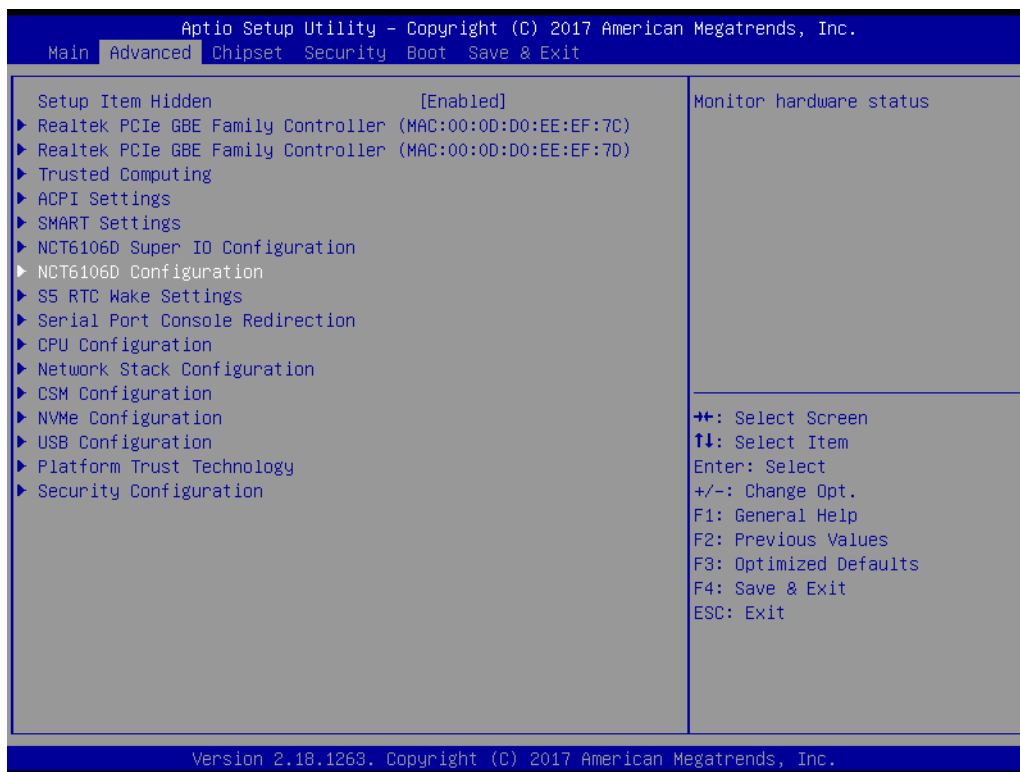 Aptio Setup Utility – Copyright (C) 2017 American Megatrends, Inc.
Main Advanced Chipset Security Boot Save & Exit
Setup Item Hidden [Enabled]
▶ Realtek PCIe GBE Family Controller (MAC:00:0D:D0:EE:EF:7C)
▶ Realtek PCIe GBE Family Controller (MAC:00:0D:D0:EE:EF:7D)
▶ Trusted Computing
▶ ACPI Settings
▶ SMART Settings
▶ NCT6106D Super IO Configuration
▶ NCT6106D Configuration
▶ S5 RTC Wake Settings
▶ Serial Port Console Redirection
▶ CPU Configuration
▶ Network Stack Configuration
▶ CSM Configuration
▶ NVMe Configuration
▶ USB Configuration
▶ Platform Trust Technology
▶ Security Configuration
Monitor hardware status
→←: Select Screen
↑↓: Select Item
Enter: Select
+/-: Change Opt.
F1: General Help
F2: Previous Values
F3: Optimized Defaults
F4: Save & Exit
ESC: Exit
Version 2.18.1263. Copyright (C) 2017 American Megatrends, Inc.